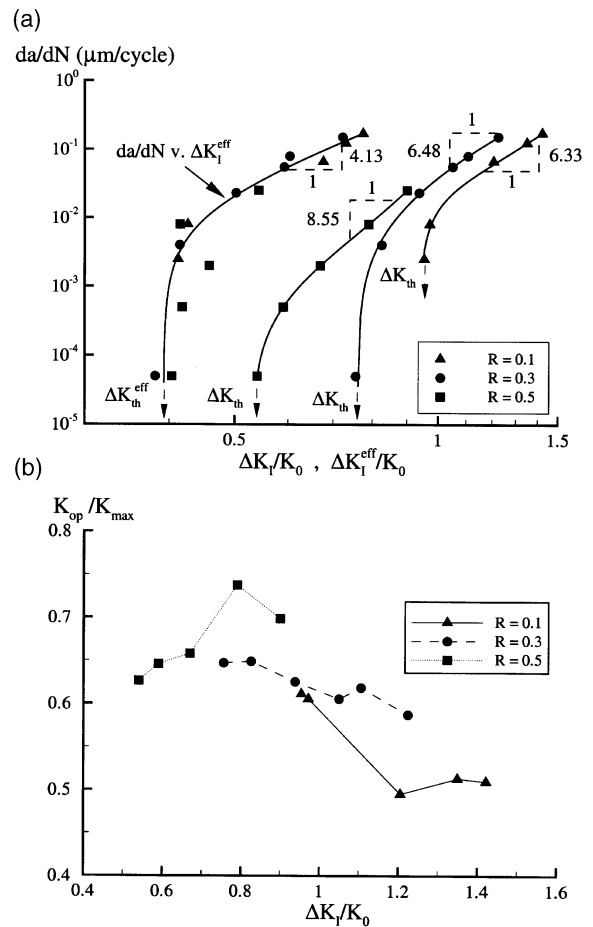 (a)
da/dN (μm/cycle)
10⁰
10⁻¹
10⁻²
10⁻³
10⁻⁴
10⁻⁵
da/dN v. ΔK_I^eff
4.13
1
8.55
1
6.48
1
6.33
1
ΔK_th^eff
ΔK_th
ΔK_th
ΔK_th
R = 0.1
R = 0.3
R = 0.5
0.5 1 1.5
ΔK_I/K_0 , ΔK_I^eff/K_0
(b)
K_op/K_max
0.8
0.7
0.6
0.5
0.4
R = 0.1
R = 0.3
R = 0.5
0.4 0.6 0.8 1 1.2 1.4 1.6
ΔK_I/K_0